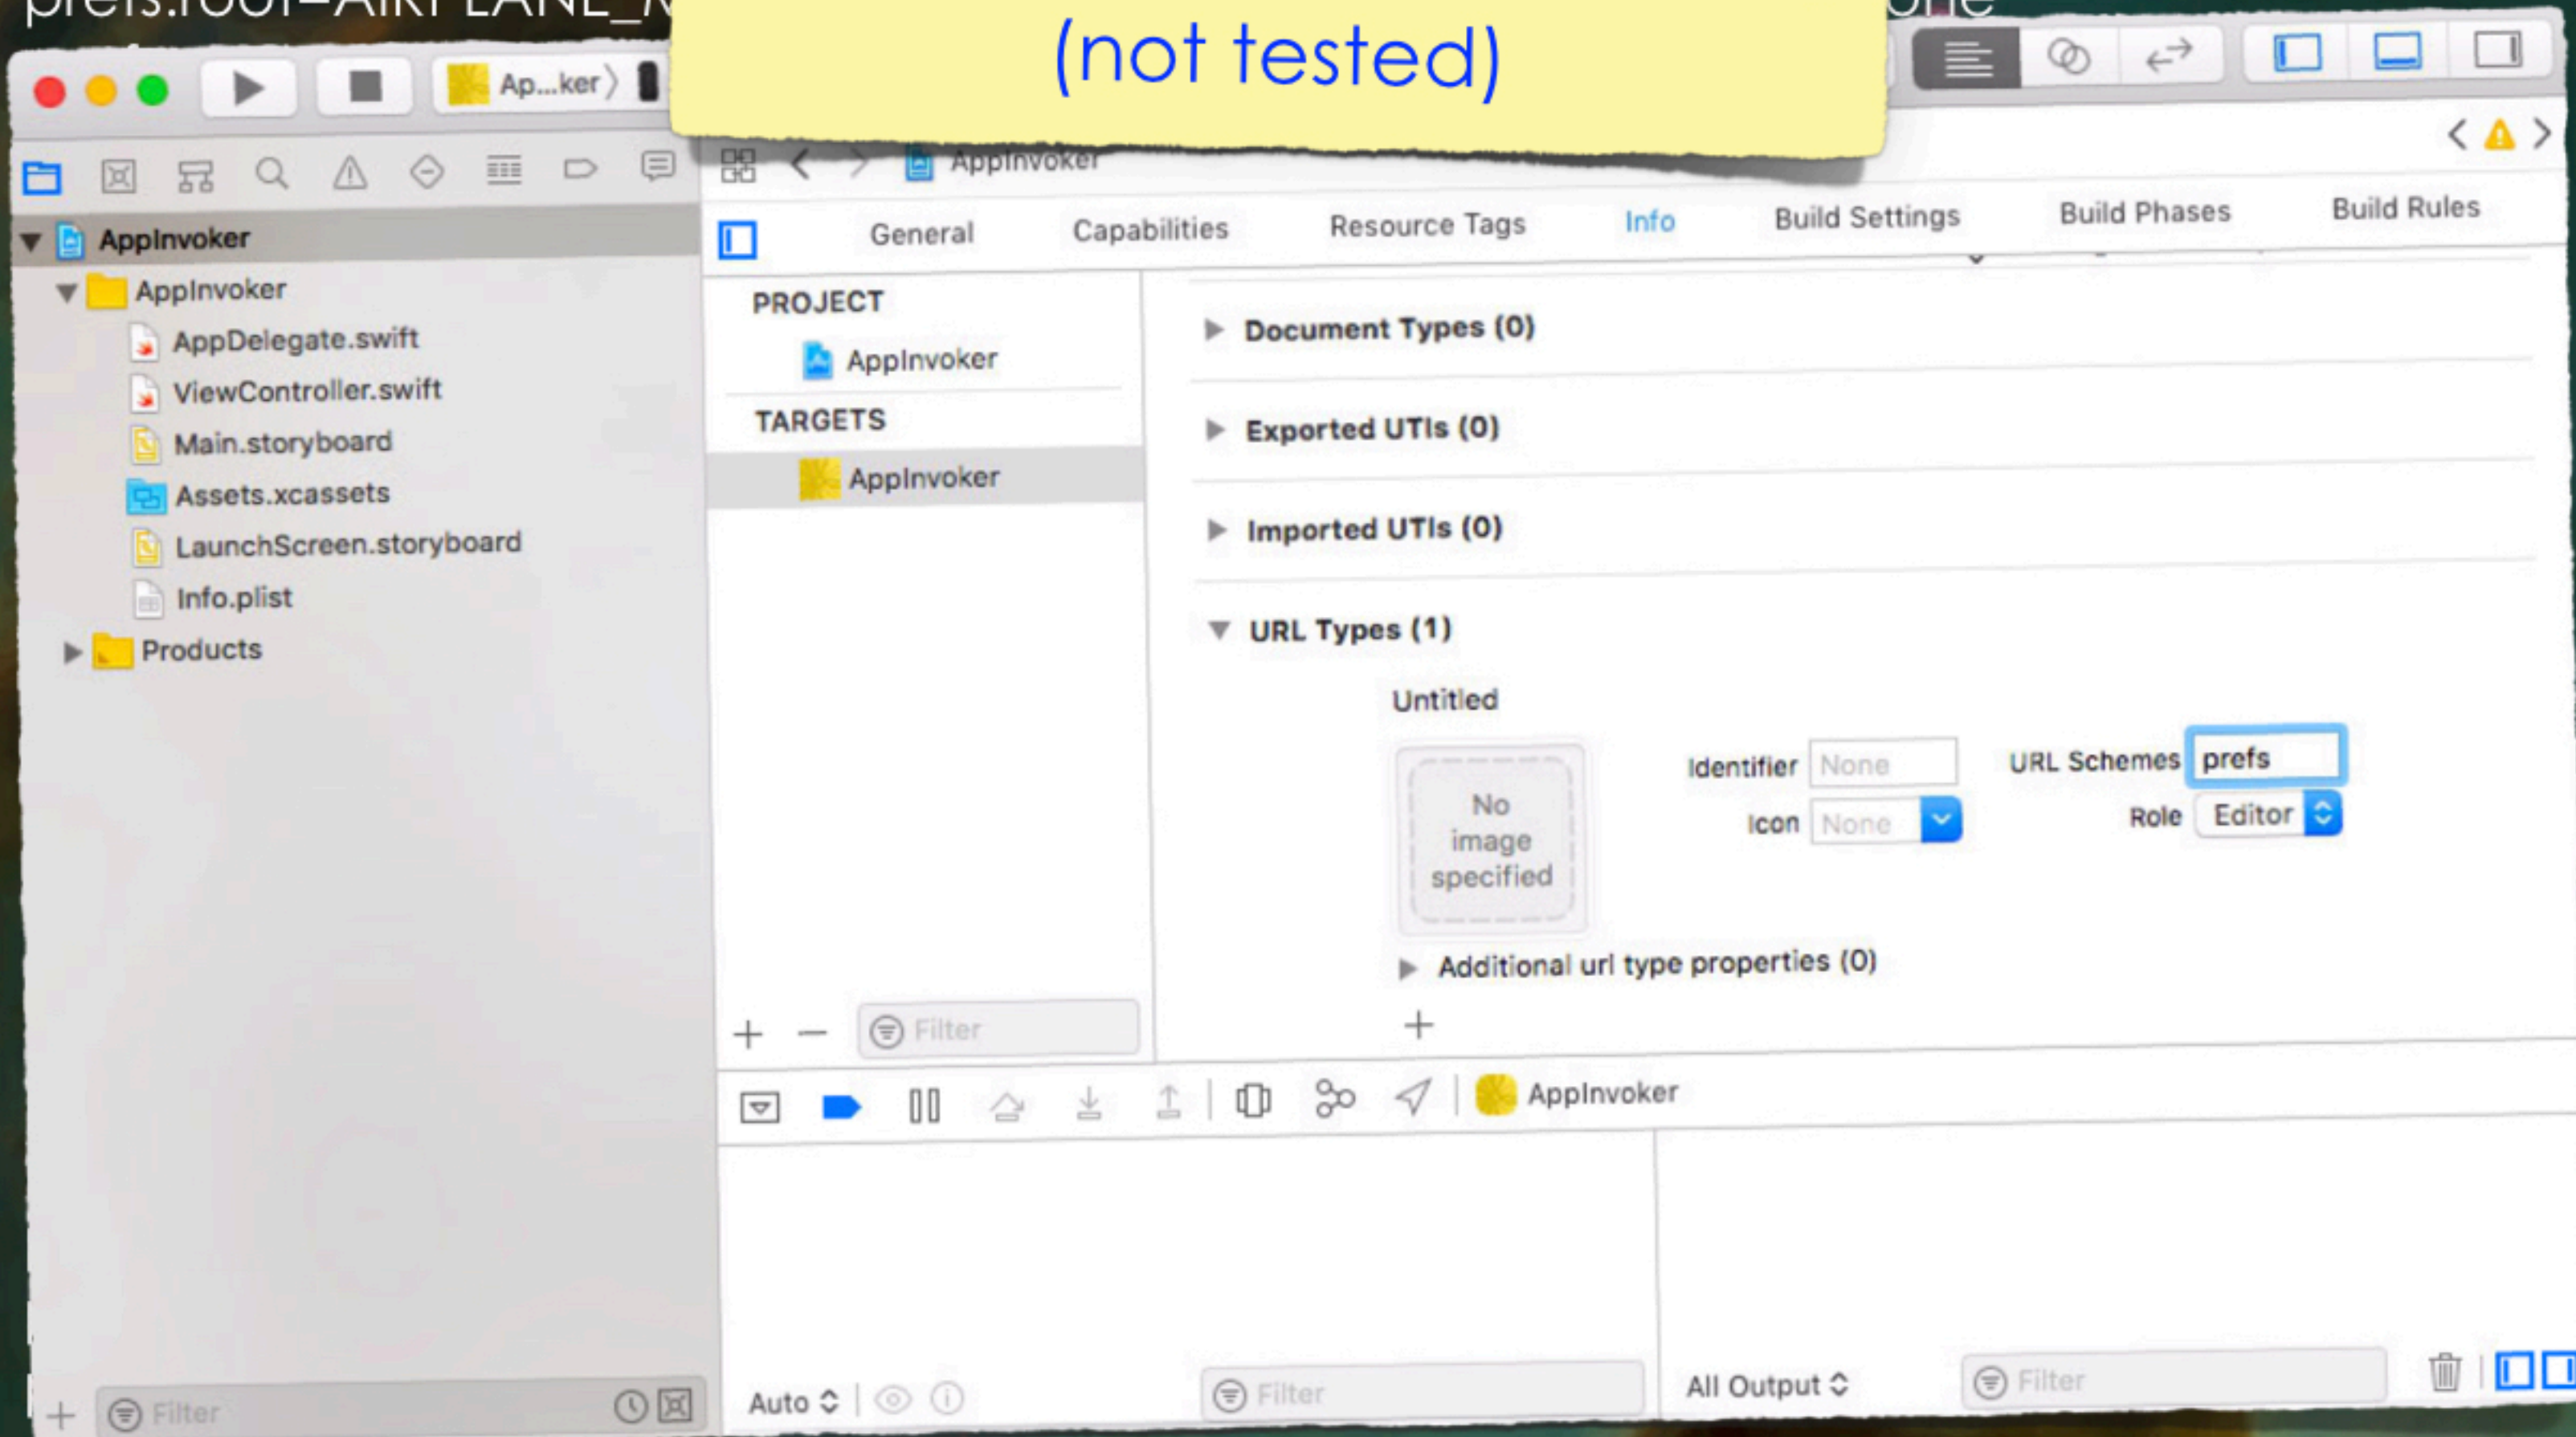 (not tested)
Ap...ker
AppInvoker
General Capabilities Resource Tags Info Build Settings Build Phases Build Rules
AppInvoker
AppInvoker
AppDelegate.swift
ViewController.swift
Main.storyboard
Assets.xcassets
LaunchScreen.storyboard
Info.plist
Products
PROJECT
AppInvoker
TARGETS
AppInvoker
Document Types (0)
Exported UTIs (0)
Imported UTIs (0)
URL Types (1)
Untitled
No
image
specified
Identifier None URL Schemes prefs
Icon None Role Editor
Additional url type properties (0)
Filter
AppInvoker
Filter
Auto
Filter
All Output
Filter